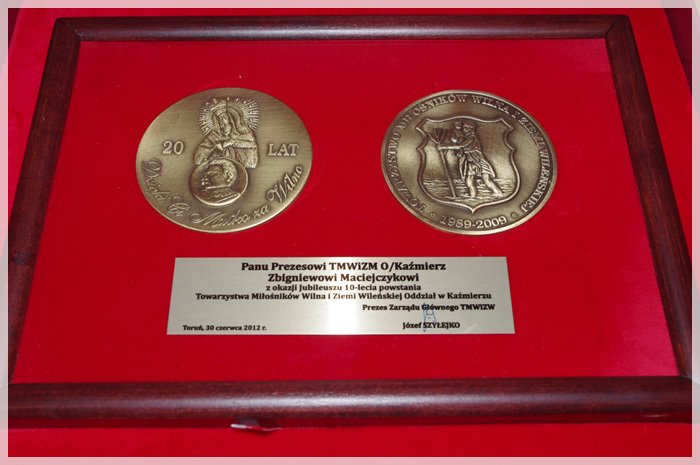 20 LAT
Dzięki Ci Matko za Wilno
TOWARZYSTWO MIŁOŚNIKÓW WILNA I ZIEMI WILEŃSKIEJ
1989-2009
Panu Prezesowi TMWiZM O/Kaźmierz
Zbigniewowi Maciejczykowi
z okazji Jubileuszu 10-lecia powstania
Towarzystwa Miłośników Wilna i Ziemi Wileńskiej Oddział w Kaźmierzu
Prezes Zarządu Głównego TMWiZW
Toruń, 30 czerwca 2012 r.
Józef SZYŁEJKO